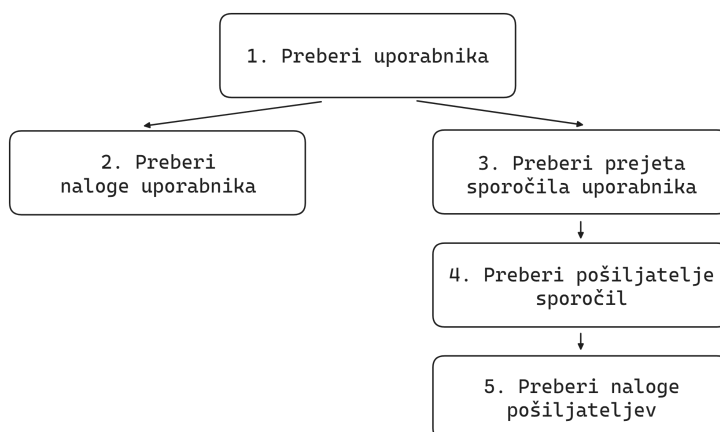 1. Preberi uporabnika
2. Preberi
naloge uporabnika
3. Preberi prejeta
sporočila uporabnika
4. Preberi pošiljatelje
sporočil
5. Preberi naloge
pošiljateljev